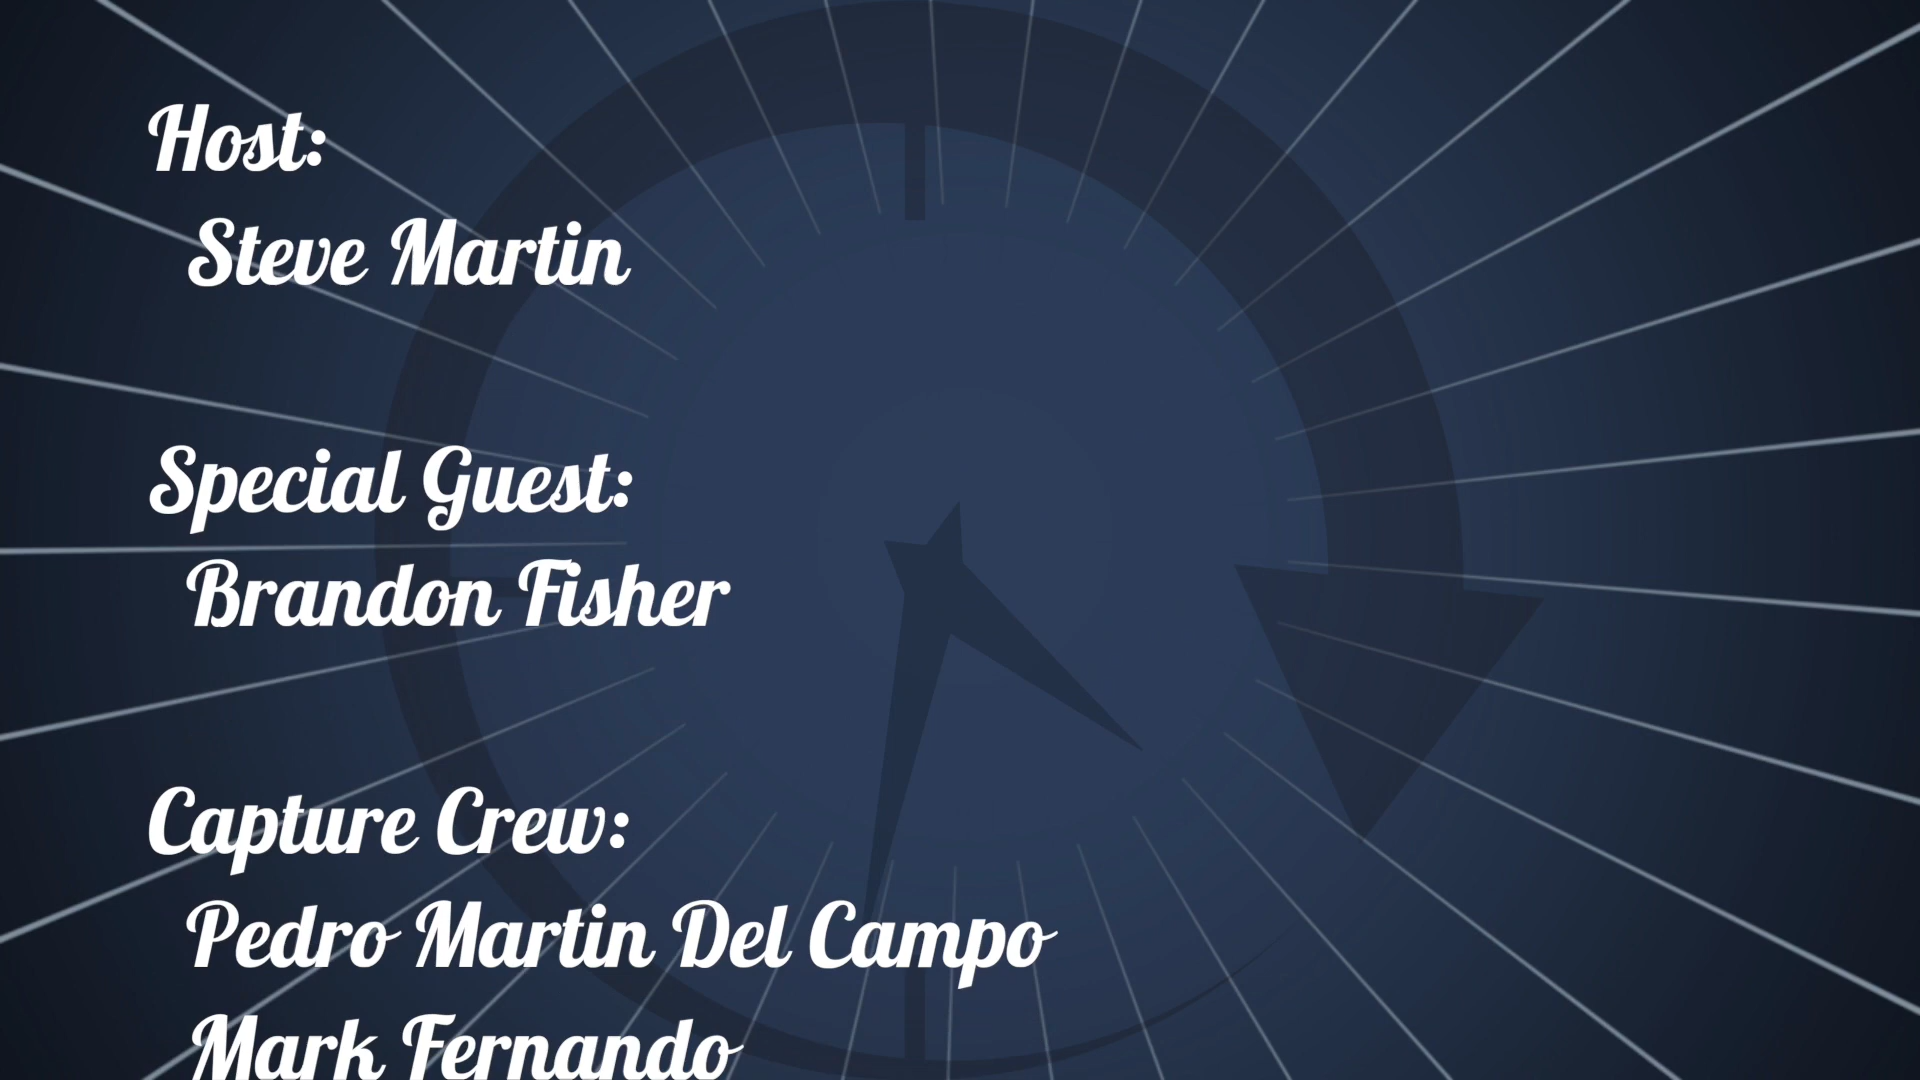 Host:
Steve Martin
Special Guest:
Brandon Fisher
Capture Crew:
Pedro Martin Del Campo
Mark Fernando